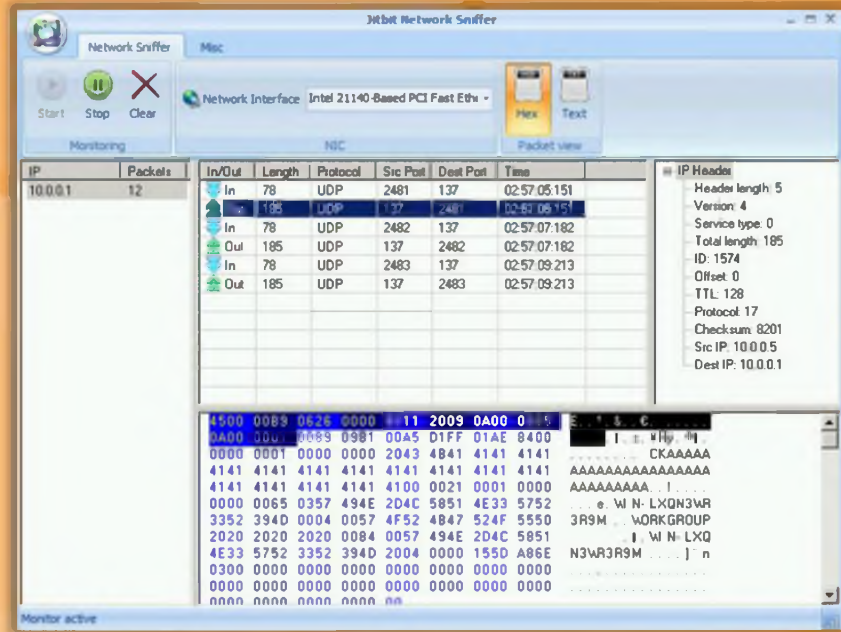 Jitbit Network Sniffer
Network Sniffer Misc
Start Stop Clear
Network Interface Intel 21140-Based PCI Fast Ethe
Hex Text
Monitoring NIC Packet view
IP Packets
10.0.0.1 12
In/Out Length Protocol Src Port Dest Port Time
In 78 UDP 2481 137 02:57:05:151
185 UDP 137 2481 02:57:05:151
In 78 UDP 2482 137 02:57:07:182
Out 185 UDP 137 2482 02:57:07:182
In 78 UDP 2483 137 02:57:09:213
Out 185 UDP 137 2483 02:57:09:213
IP Header
Header length: 5
Version: 4
Service type: 0
Total length: 185
ID: 1574
Offset: 0
TTL: 128
Protocol: 17
Checksum: 8201
Src IP: 10.0.0.5
Dest IP: 10.0.0.1
4500 00B9 0626 0000 11 2009 0A00 0
0A00 0001 0089 09B1 00A5 D1FF 01AE 8400
0000 0001 0000 0000 2043 4B41 4141 4141 CKAAAAA
4141 4141 4141 4141 4141 4141 4141 4141 AAAAAAAAAAAAAAAA
4141 4141 4141 4141 4100 0021 0001 0000 AAAAAAAAA..!....
0000 0065 0357 494E 2D4C 5851 4E33 5752 ...e.WIN-LXQN3WR
3352 394D 0004 0057 4F52 4B47 524F 5550 3R9M...WORKGROUP
2020 2020 2020 0084 0057 494E 2D4C 5851 WIN-LXQ
4E33 5752 3352 394D 2004 0000 155D A86E N3WR3R9M ....]¨n
0300 0000 0000 0000 0000 0000 0000 0000 ................
0000 0000 0000 0000 0000 0000 0000 0000 ................
0000 0000 0000 0000 00
Monitor active